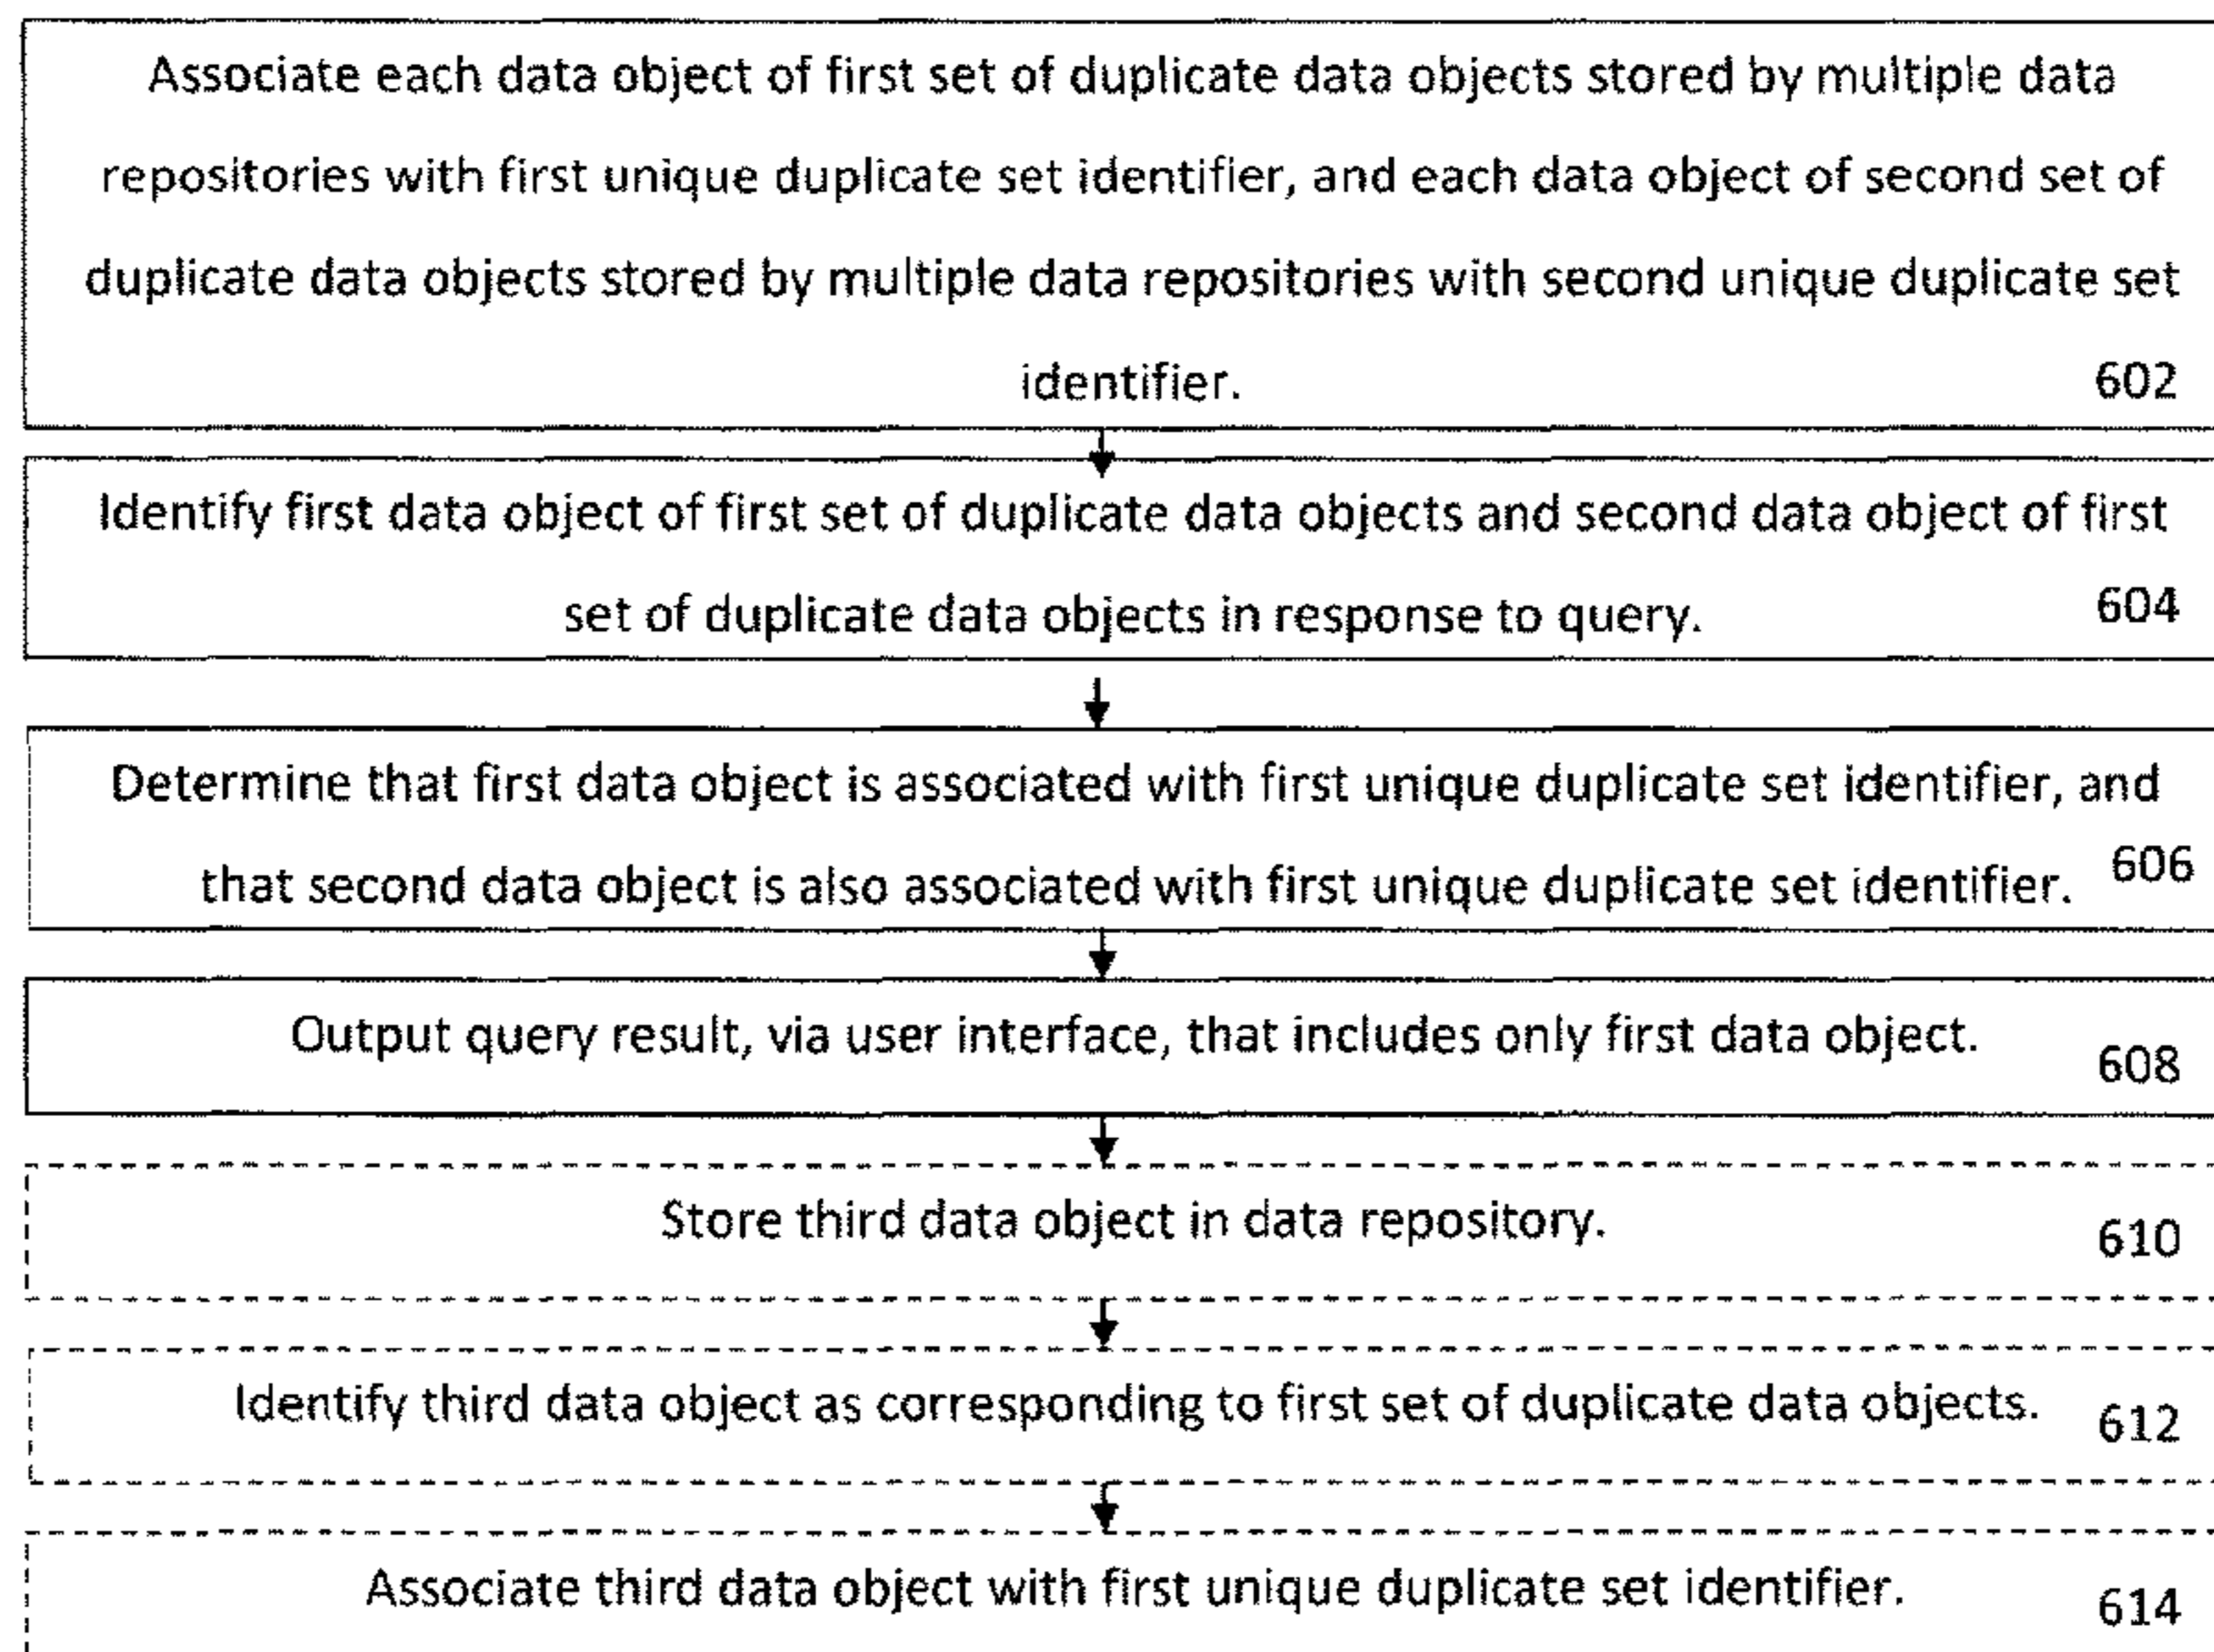 Associate each data object of first set of duplicate data objects stored by multiple data
repositories with first unique duplicate set identifier, and each data object of second set of
duplicate data objects stored by multiple data repositories with second unique duplicate set
identifier. 602
Identify first data object of first set of duplicate data objects and second data object of first
set of duplicate data objects in response to query. 604
Determine that first data object is associated with first unique duplicate set identifier, and
that second data object is also associated with first unique duplicate set identifier. 606
Output query result, via user interface, that includes only first data object. 608
Store third data object in data repository. 610
Identify third data object as corresponding to first set of duplicate data objects. 612
Associate third data object with first unique duplicate set identifier. 614